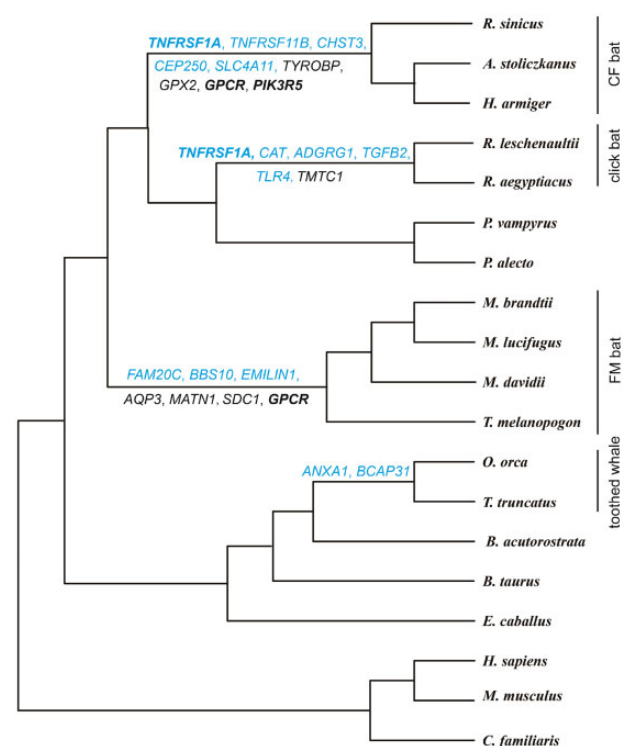 R. sinicus
TNFRSF1A, TNFRSF11B, CHST3,
CEP250, SLC4A11, TYROBP,
GPX2, GPCR, PIK3R5
A. stoliczkanus
H. armiger
CF bat
R. leschenaultii
TNFRSF1A, CAT, ADGRG1, TGFB2,
TLR4, TMTC1
R. aegyptiacus
click bat
P. vampyrus
P. alecto
M. brandtii
M. lucifugus
FAM20C, BBS10, EMILIN1,
AQP3, MATN1, SDC1, GPCR
M. davidii
T. melanopogon
FM bat
O. orca
ANXA1, BCAP31
T. truncatus
toothed whale
B. acutorostrata
B. taurus
E. caballus
H. sapiens
M. musculus
C. familiaris